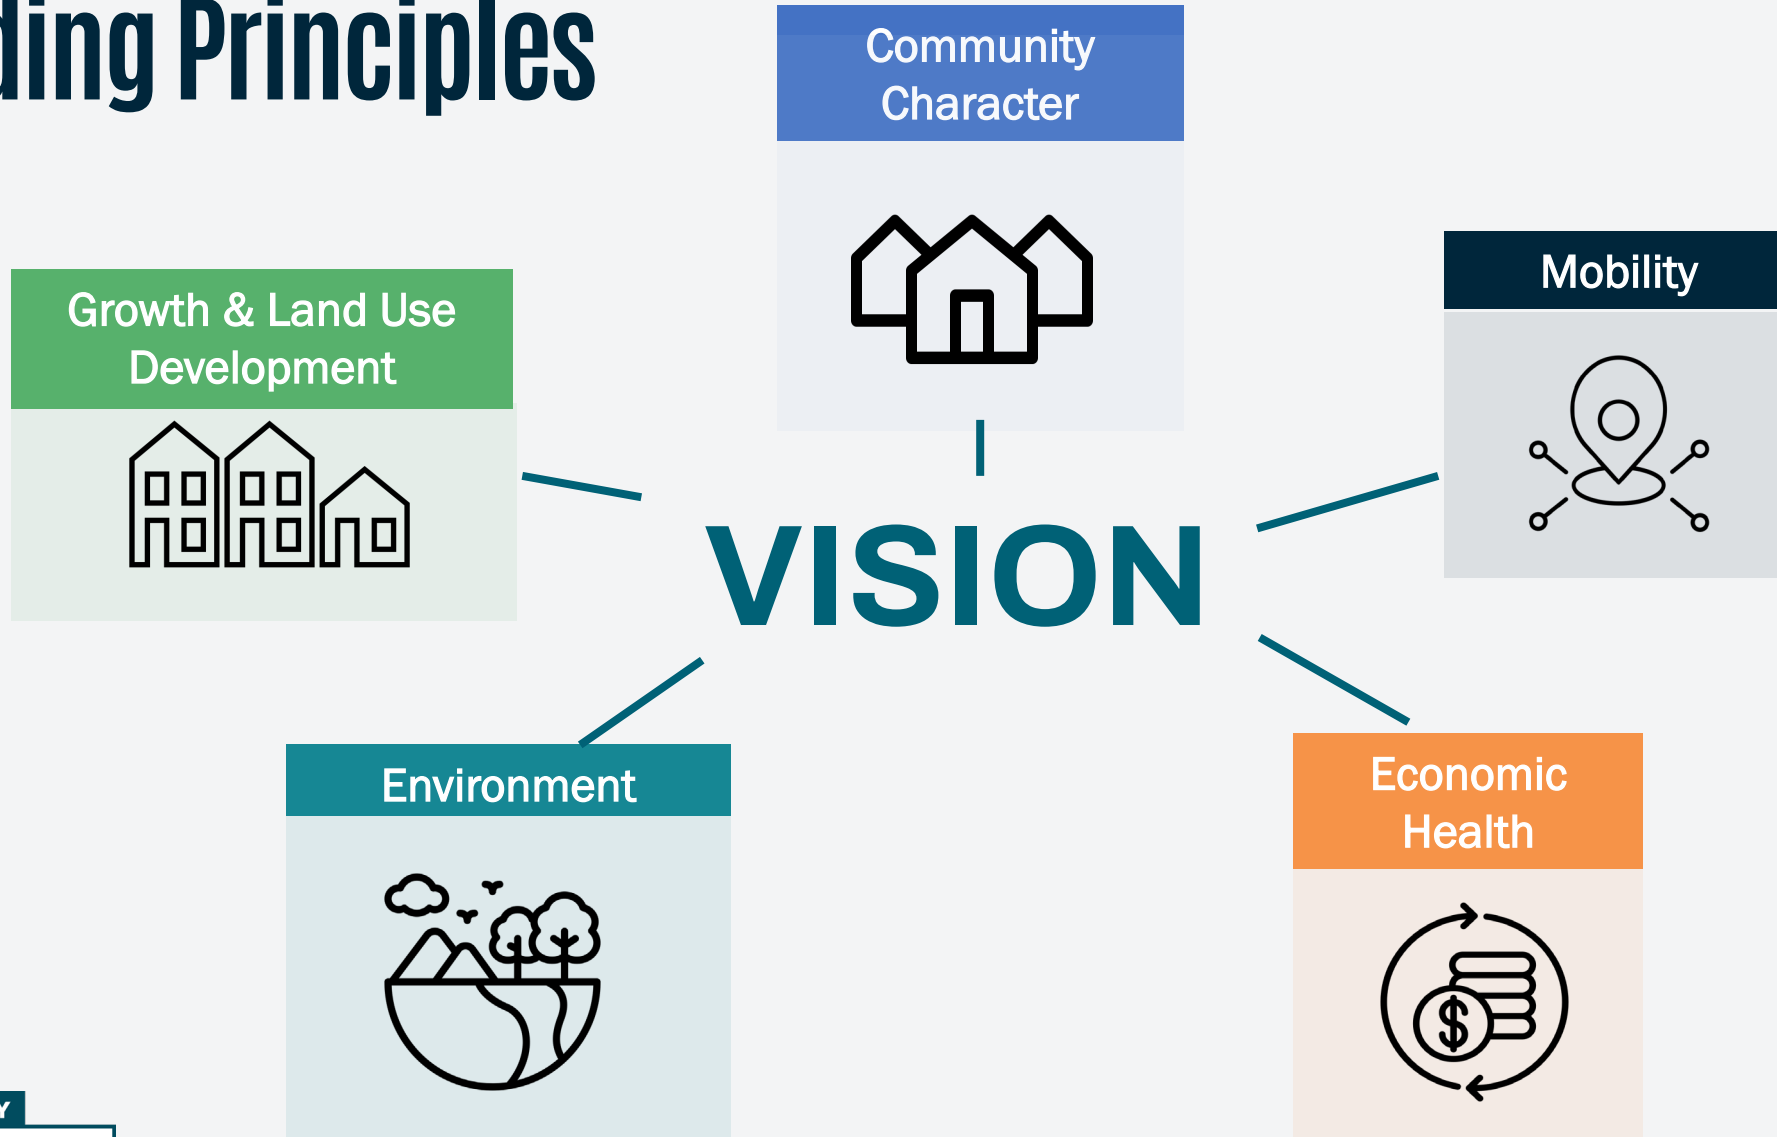 ding Principles
Community
Character
Mobility
Growth & Land Use
Development
VISION
Environment
Economic
Health
$
Y